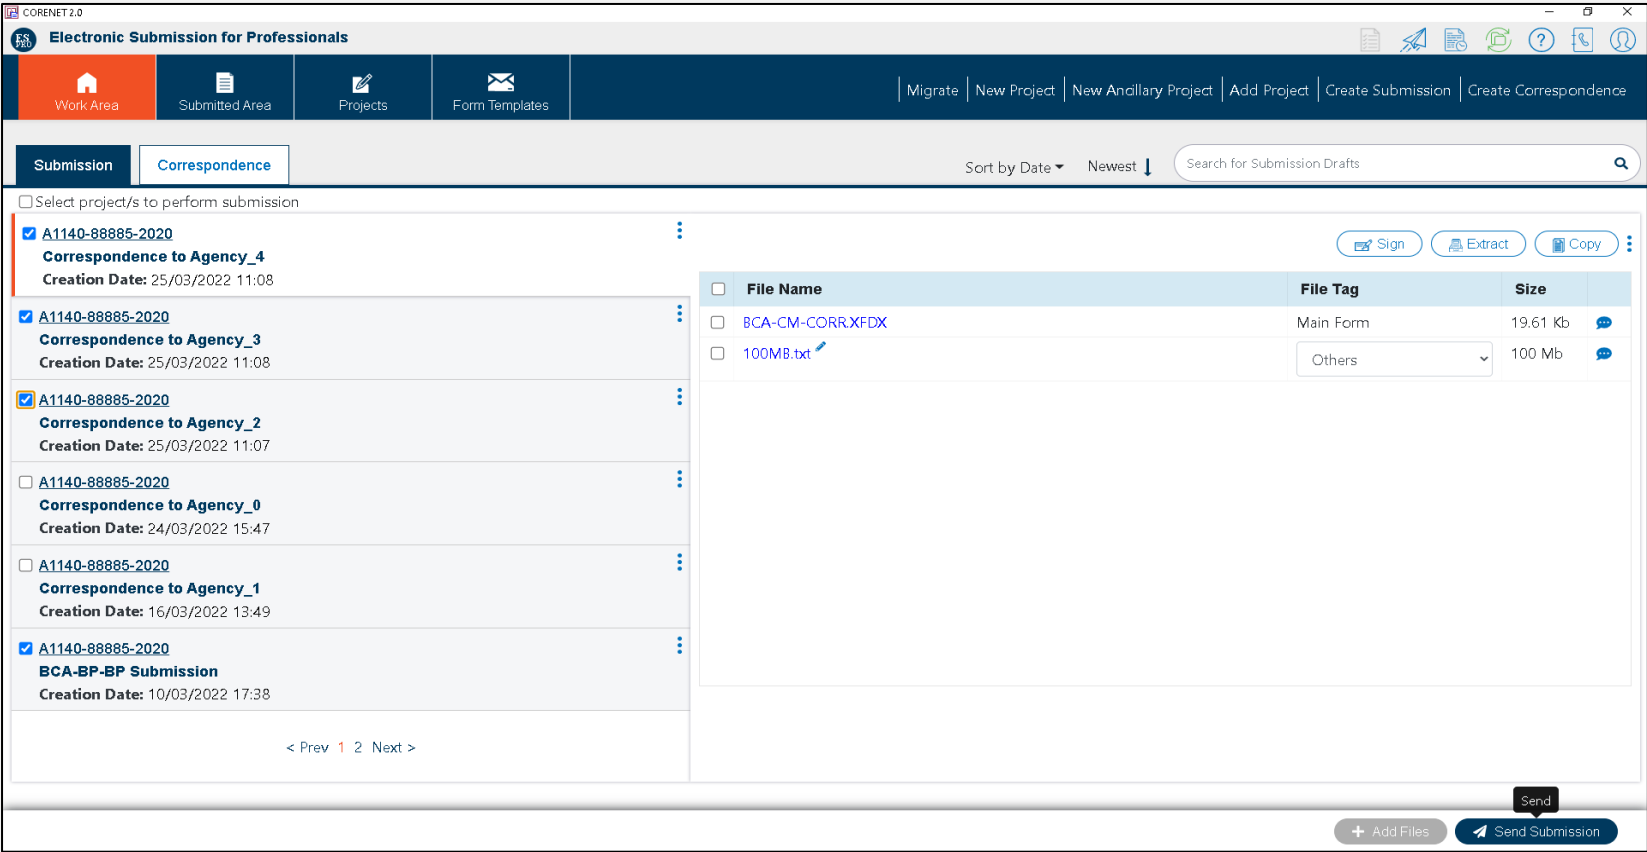 CORENET 2.0
ES PRO
Electronic Submission for Professionals
Work Area
Submitted Area
Projects
Form Templates
Migrate
New Project
New Ancillary Project
Add Project
Create Submission
Create Correspondence
Submission
Correspondence
Sort by Date
Newest
Search for Submission Drafts
Select project/s to perform submission
A1140-88885-2020
Correspondence to Agency_4
Creation Date: 25/03/2022 11:08
A1140-88885-2020
Correspondence to Agency_3
Creation Date: 25/03/2022 11:08
A1140-88885-2020
Correspondence to Agency_2
Creation Date: 25/03/2022 11:07
A1140-88885-2020
Correspondence to Agency_0
Creation Date: 24/03/2022 15:47
A1140-88885-2020
Correspondence to Agency_1
Creation Date: 16/03/2022 13:49
A1140-88885-2020
BCA-BP-BP Submission
Creation Date: 10/03/2022 17:38
< Prev 1 2 Next >
Sign
Extract
Copy
File Name File Tag Size
BCA-CM-CORR.XFDX Main Form 19.61 Kb
100MB.txt Others 100 Mb
Send
+ Add Files
Send Submission